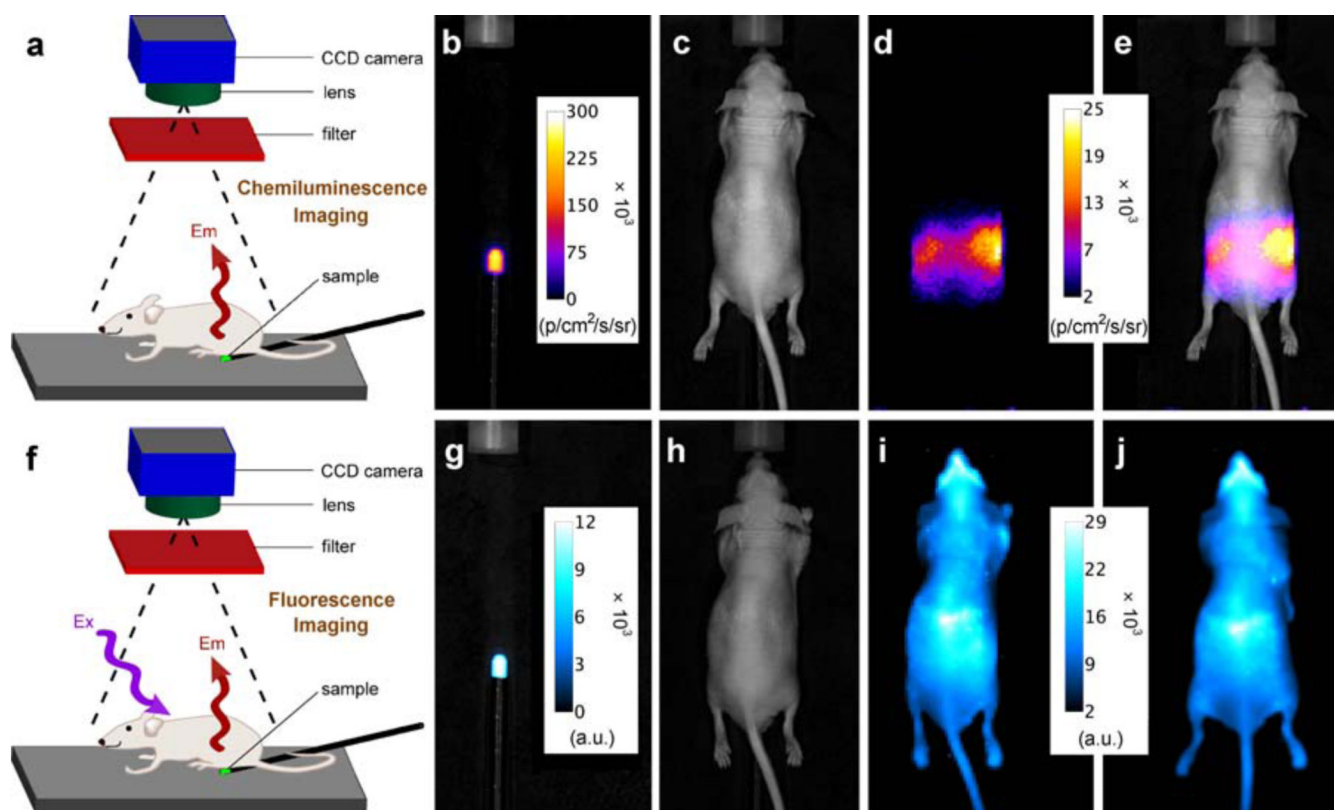 a
CCD camera
lens
filter
Chemiluminescence
Imaging
Em
sample
b
300
225
150
75
0
× 10³
(p/cm²/s/sr)
c
d
25
19
13
7
2
× 10³
(p/cm²/s/sr)
e
f
CCD camera
lens
filter
Fluorescence
Imaging
Ex
Em
sample
g
12
9
6
3
0
× 10³
(a.u.)
h
i
29
22
16
9
2
× 10³
(a.u.)
j